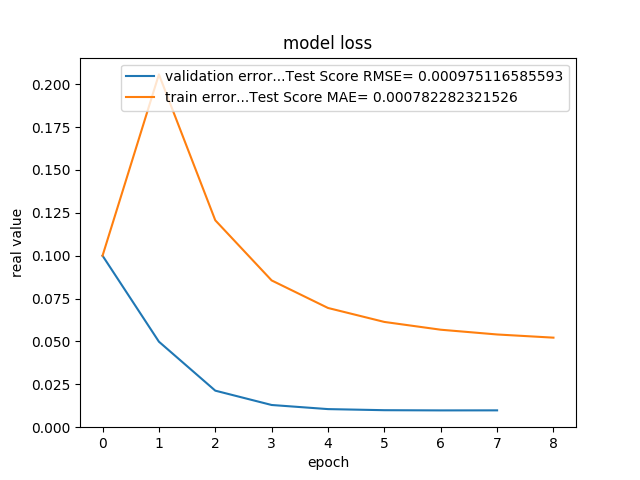 model loss
validation error...Test Score RMSE= 0.000975116585593
train error...Test Score MAE= 0.000782282321526
real value
0.200
0.175
0.150
0.125
0.100
0.075
0.050
0.025
0.000
0 1 2 3 4 5 6 7 8
epoch